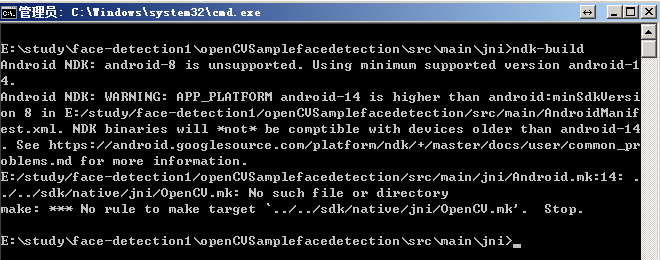 管理员: C:\Windows\system32\cmd.exe
E:\study\face-detection1\openCVSamplefacedetection\src\main\jni>ndk-build
Android NDK: android-8 is unsupported. Using minimum supported version android-1
4.
Android NDK: WARNING: APP_PLATFORM android-14 is higher than android:minSdkVersi
on 8 in E:/study/face-detection1/openCVSamplefacedetection/src/main/AndroidManif
est.xml. NDK binaries will *not* be comptible with devices older than android-14
. See https://android.googlesource.com/platform/ndk/+/master/docs/user/common_pr
oblems.md for more information.
E:/study/face-detection1/openCVSamplefacedetection/src/main/jni/Android.mk:14: .
./../sdk/native/jni/OpenCV.mk: No such file or directory
make: *** No rule to make target `../../sdk/native/jni/OpenCV.mk'.  Stop.
E:\study\face-detection1\openCVSamplefacedetection\src\main\jni>